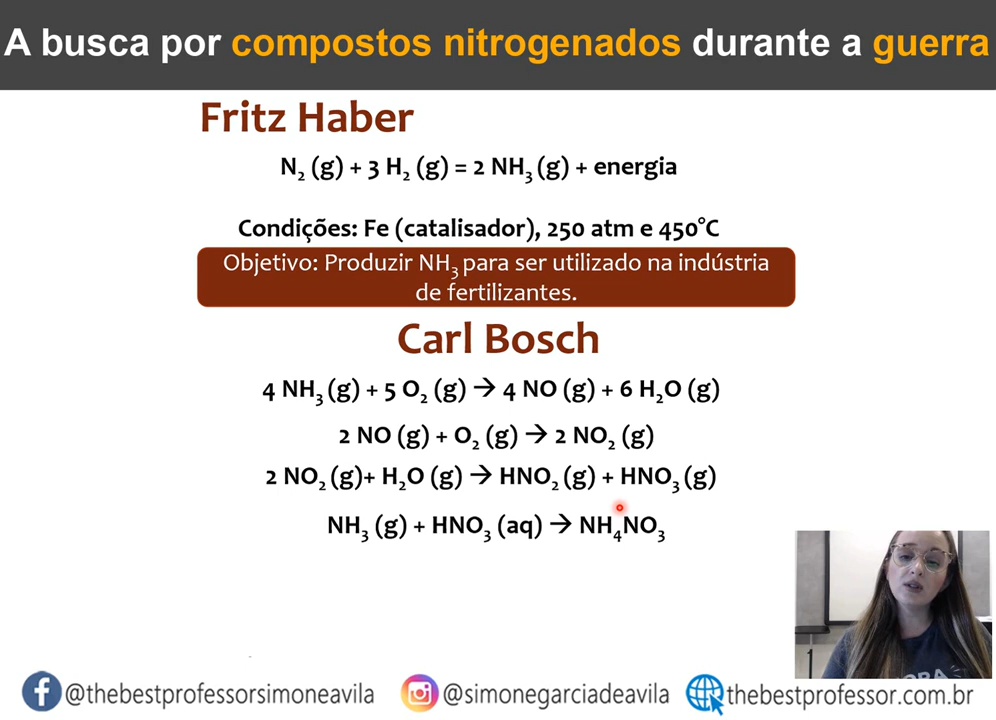 A busca por compostos nitrogenados durante a guerra
Fritz Haber
N₂ (g) + 3 H₂ (g) = 2 NH₃ (g) + energia
Condições: Fe (catalisador), 250 atm e 450°C
Objetivo: Produzir NH₃ para ser utilizado na indústria
de fertilizantes.
Carl Bosch
4 NH₃ (g) + 5 O₂ (g) → 4 NO (g) + 6 H₂O (g)
2 NO (g) + O₂ (g) → 2 NO₂ (g)
2 NO₂ (g)+ H₂O (g) → HNO₂ (g) + HNO₃ (g)
NH₃ (g) + HNO₃ (aq) → NH₄NO₃
@thebestprofessorsimoneavila @simonegarciadeavila thebestprofessor.com.br